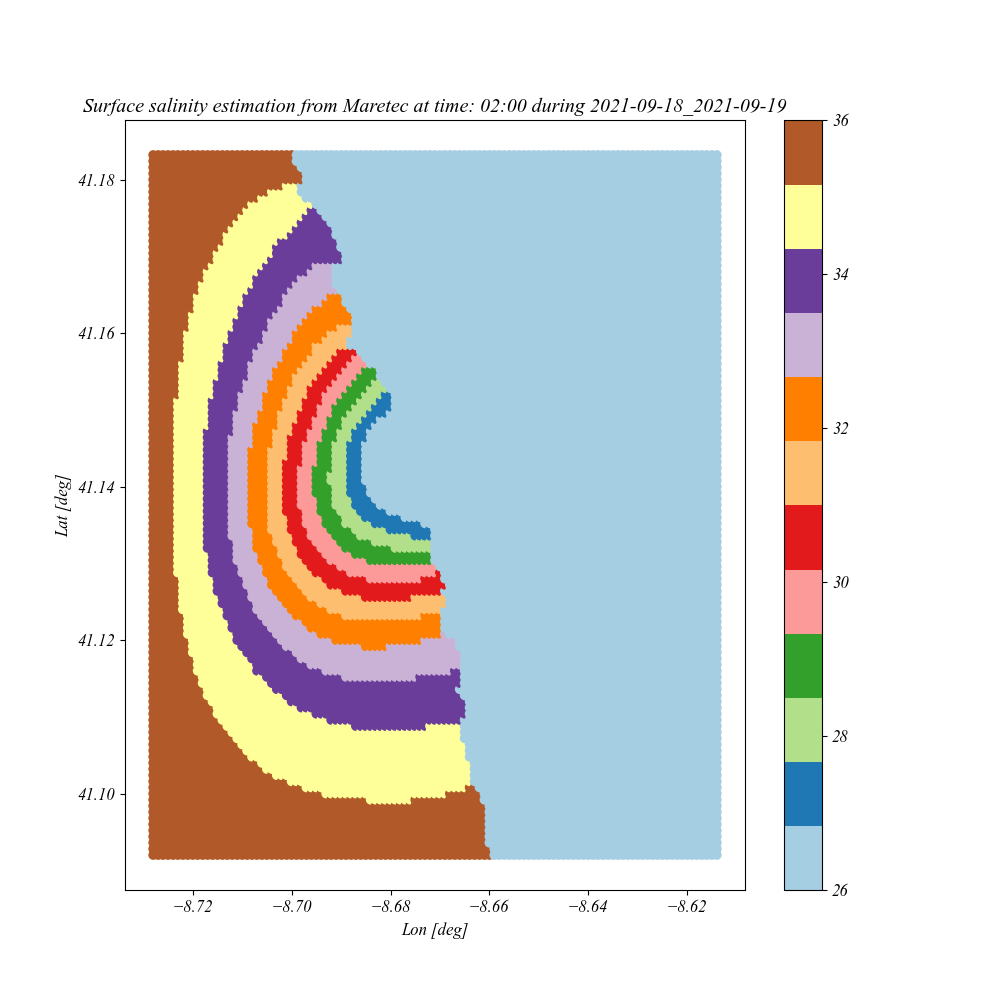 Surface salinity estimation from Maretec at time: 02:00 during 2021-09-18_2021-09-19
36
41.18
34
41.16
32
Lat [deg]
41.14
30
41.12
28
41.10
26
−8.72 −8.70 −8.68 −8.66 −8.64 −8.62
Lon [deg]